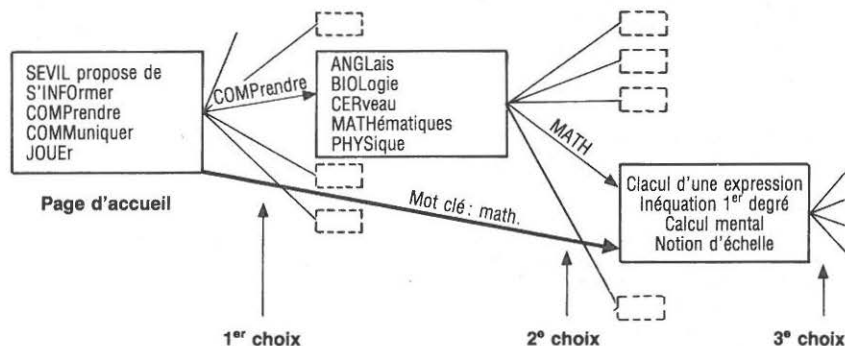 SEVIL propose de
S'INFOrmer
COMPrendre
COMMuniquer
JOUEr
Page d'accueil
COMPrendre
ANGLais
BIOLogie
CERveau
MATHématiques
PHYSique
MATH
Mot clé : math.
Clacul d'une expression
Inéquation 1er degré
Calcul mental
Notion d'échelle
1er choix
2e choix
3e choix